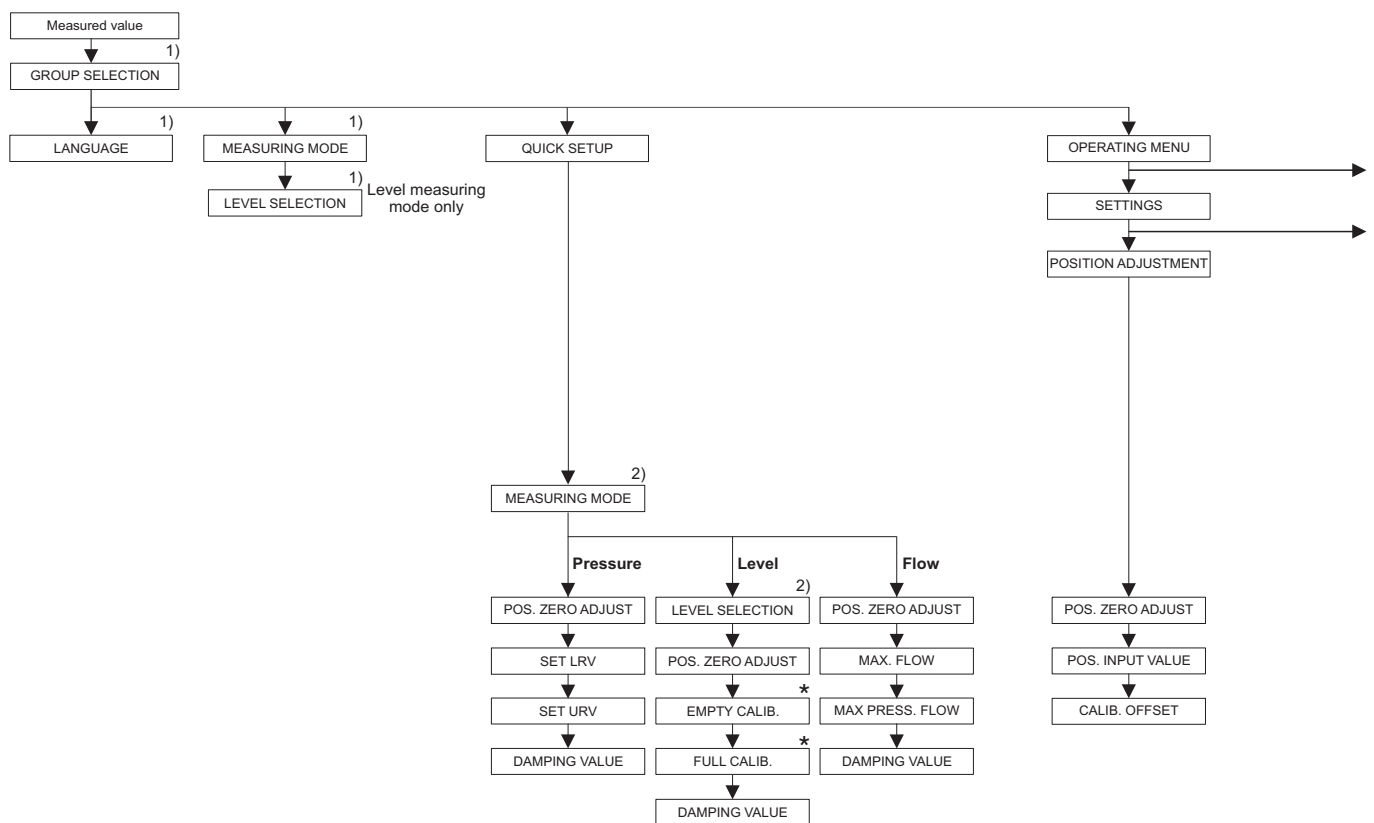 Measured value
1)
GROUP SELECTION
1)
LANGUAGE
1)
MEASURING MODE
QUICK SETUP
OPERATING MENU
1)
LEVEL SELECTION
Level measuring
mode only
SETTINGS
POSITION ADJUSTMENT
2)
MEASURING MODE
Pressure
Level
Flow
2)
POS. ZERO ADJUST
LEVEL SELECTION
POS. ZERO ADJUST
POS. ZERO ADJUST
SET LRV
POS. ZERO ADJUST
MAX. FLOW
POS. INPUT VALUE
*
SET URV
EMPTY CALIB.
MAX PRESS. FLOW
CALIB. OFFSET
*
DAMPING VALUE
FULL CALIB.
DAMPING VALUE
DAMPING VALUE